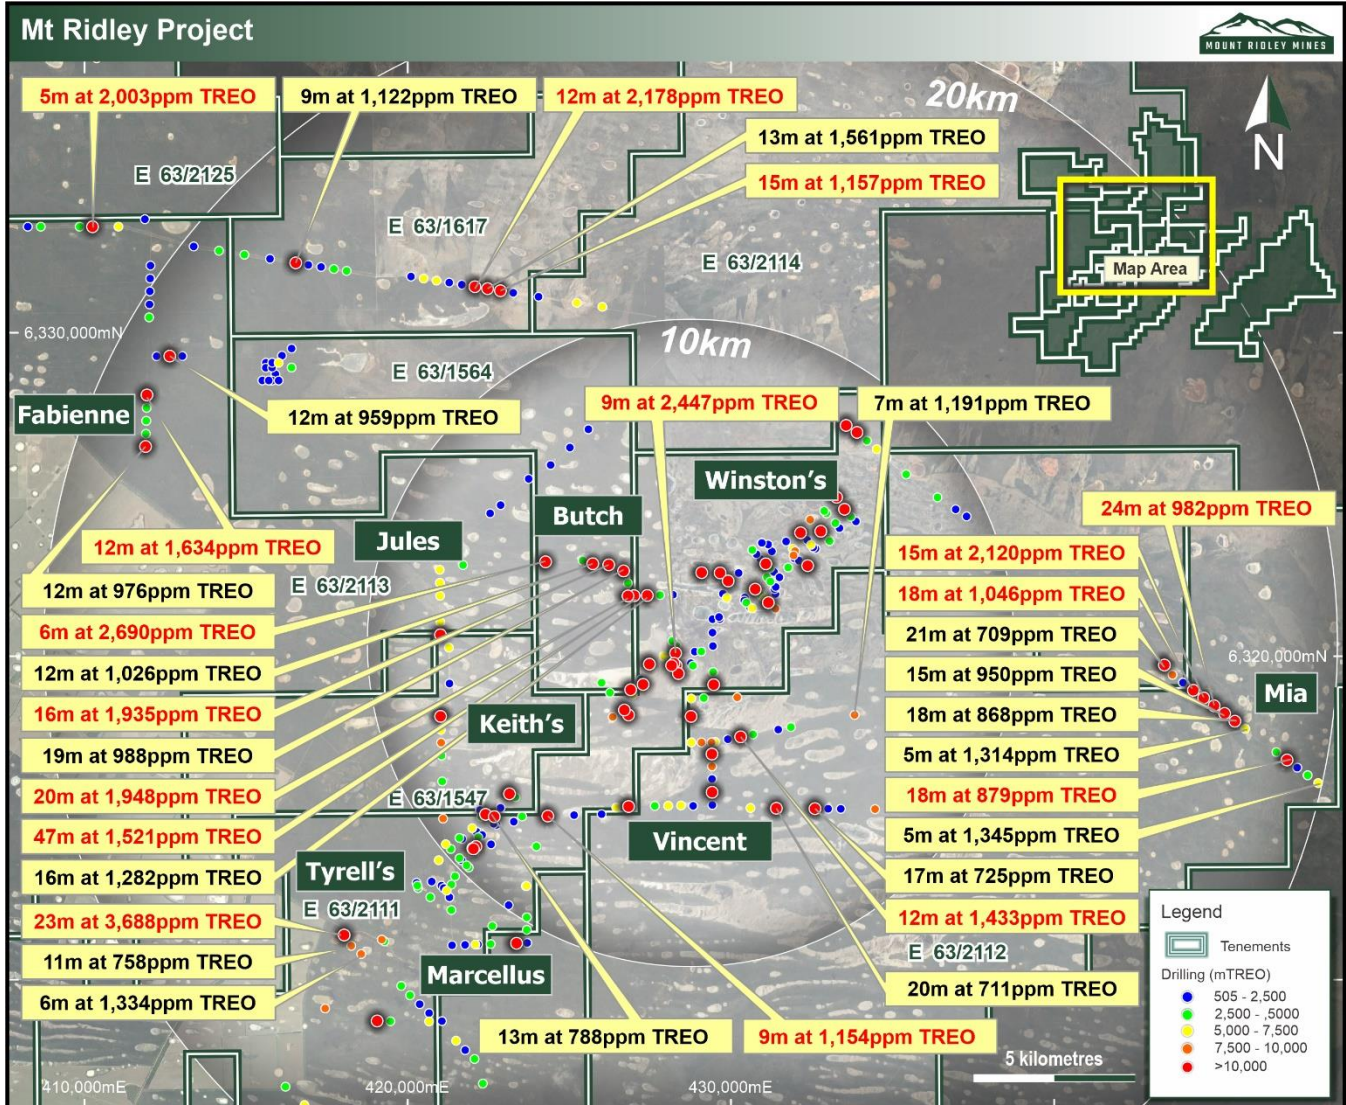 Mt Ridley Project
MOUNT RIDLEY MINES
5m at 2,003ppm TREO
9m at 1,122ppm TREO
12m at 2,178ppm TREO
20km
13m at 1,561ppm TREO
15m at 1,157ppm TREO
N
E 63/2125
E 63/1617
E 63/2114
Map Area
6,330,000mN
10km
E 63/1564
Fabienne
12m at 959ppm TREO
9m at 2,447ppm TREO
7m at 1,191ppm TREO
Winston's
Butch
Jules
24m at 982ppm TREO
12m at 1,634ppm TREO
15m at 2,120ppm TREO
12m at 976ppm TREO
E 63/2113
18m at 1,046ppm TREO
6m at 2,690ppm TREO
21m at 709ppm TREO
6,320,000mN
12m at 1,026ppm TREO
15m at 950ppm TREO
Mia
16m at 1,935ppm TREO
Keith's
18m at 868ppm TREO
19m at 988ppm TREO
5m at 1,314ppm TREO
20m at 1,948ppm TREO
E 63/1547
18m at 879ppm TREO
47m at 1,521ppm TREO
Vincent
5m at 1,345ppm TREO
16m at 1,282ppm TREO
Tyrell's
17m at 725ppm TREO
23m at 3,688ppm TREO
E 63/2111
12m at 1,433ppm TREO
11m at 758ppm TREO
Marcellus
E 63/2112
6m at 1,334ppm TREO
20m at 711ppm TREO
13m at 788ppm TREO
9m at 1,154ppm TREO
5 kilometres
410,000mE
420,000mE
430,000mE
Legend
Tenements
Drilling (mTREO)
505 - 2,500
2,500 - ,5000
5,000 - 7,500
7,500 - 10,000
>10,000